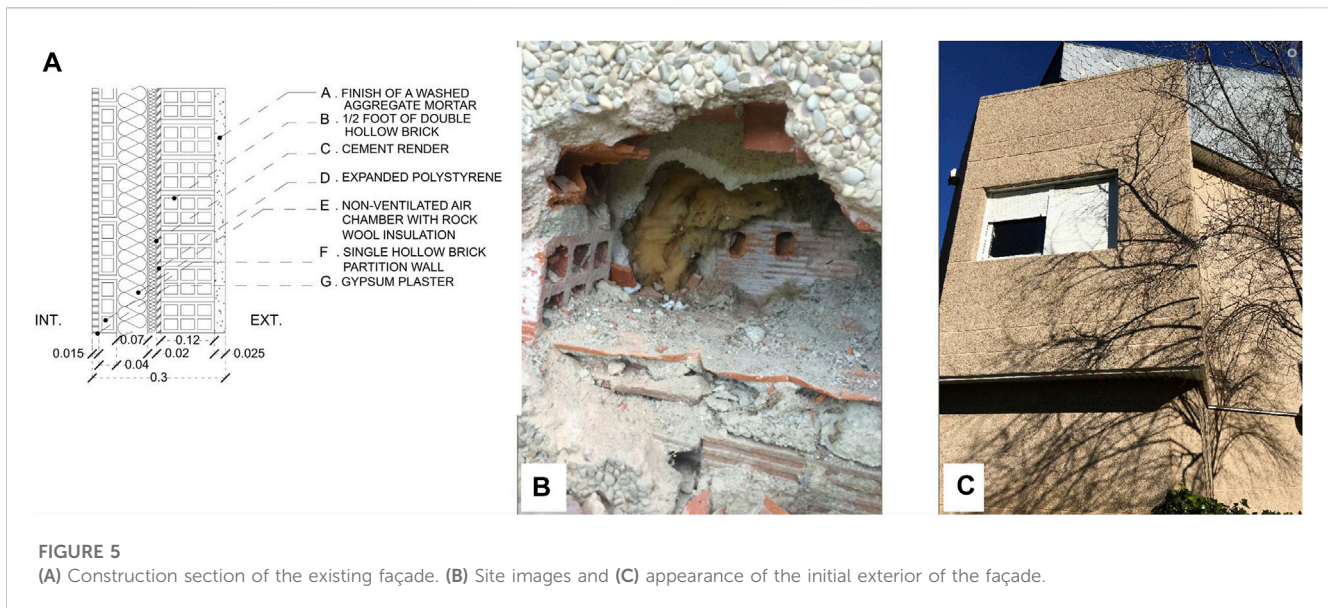 A
A . FINISH OF A WASHED
AGGREGATE MORTAR
B . 1/2 FOOT OF DOUBLE
HOLLOW BRICK
C . CEMENT RENDER
D . EXPANDED POLYSTYRENE
E . NON-VENTILATED AIR
CHAMBER WITH ROCK
WOOL INSULATION
F . SINGLE HOLLOW BRICK
PARTITION WALL
G . GYPSUM PLASTER
INT.
EXT.
0.07
0.12
0.015
0.02
0.025
0.04
0.3
B
C
FIGURE 5
(A) Construction section of the existing façade. (B) Site images and (C) appearance of the initial exterior of the façade.